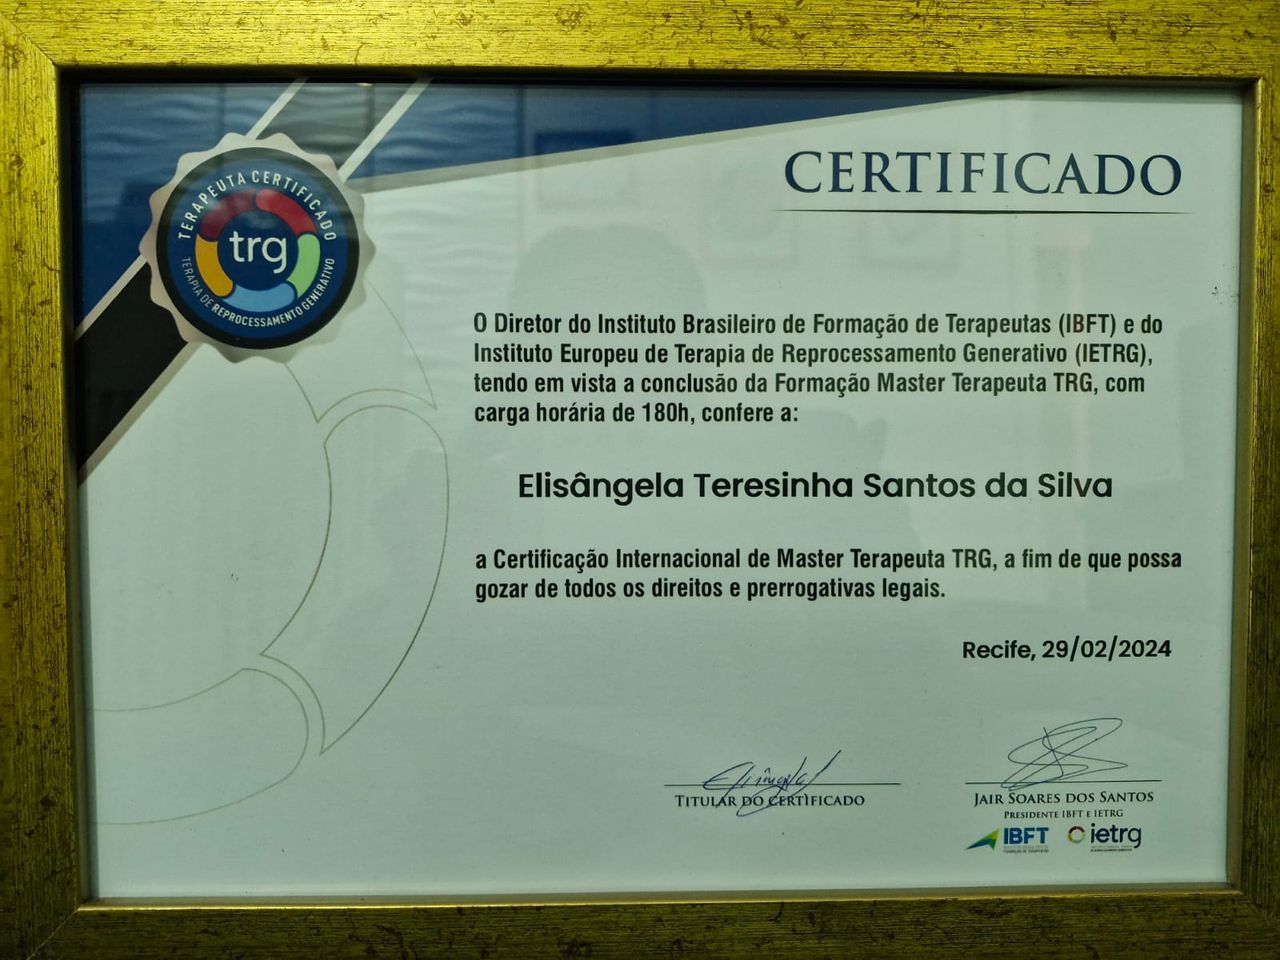 CERTIFICADO
TERAPEUTA CERTIFICADO
trg
TERAPIA DE REPROCESSAMENTO GENERATIVO
O Diretor do Instituto Brasileiro de Formação de Terapeutas (IBFT) e do
Instituto Europeu de Terapia de Reprocessamento Generativo (IETRG),
tendo em vista a conclusão da Formação Master Terapeuta TRG, com
carga horária de 180h, confere a:
Elisângela Teresinha Santos da Silva
a Certificação Internacional de Master Terapeuta TRG, a fim de que possa
gozar de todos os direitos e prerrogativas legais.
Recife, 29/02/2024
TITULAR DO CERTIFICADO
JAIR SOARES DOS SANTOS
PRESIDENTE IBFT E IETRG
IBFT
ietrg